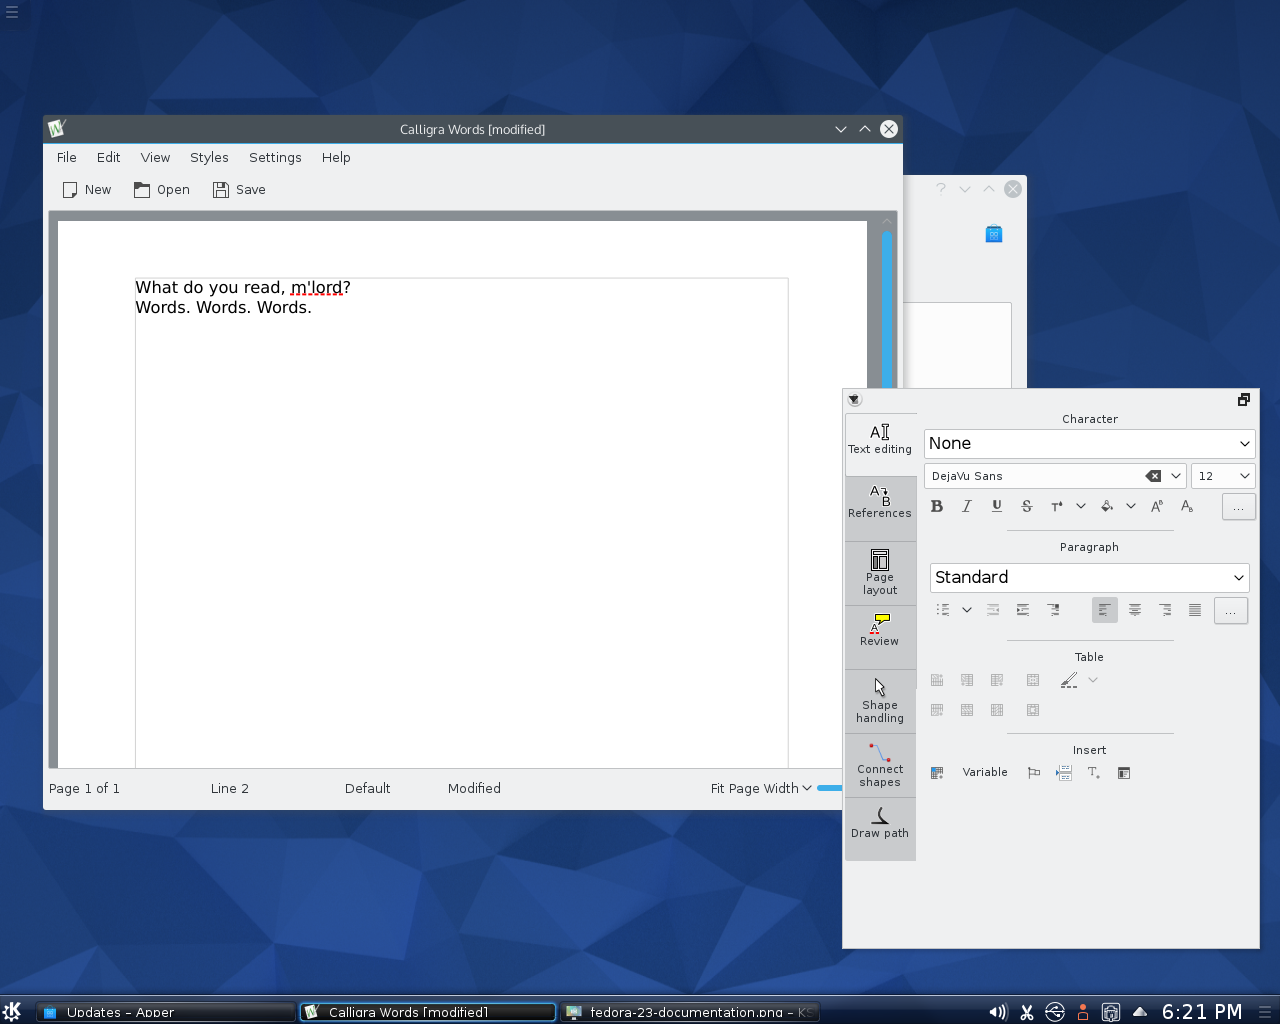 Calligra Words [modified]
File Edit View Styles Settings Help
New Open Save
?
What do you read, m'lord?
Words. Words. Words.
Page 1 of 1 Line 2 Default Modified Fit Page Width
Text editing
References
Page
layout
Review
Shape
handling
Connect
shapes
Draw path
Character
None
DejaVu Sans 12
...
Paragraph
Standard
...
Table
Insert
Variable
Updates – Apper
Calligra Words [modified]
fedora-23-documentation.png – KS
6:21 PM